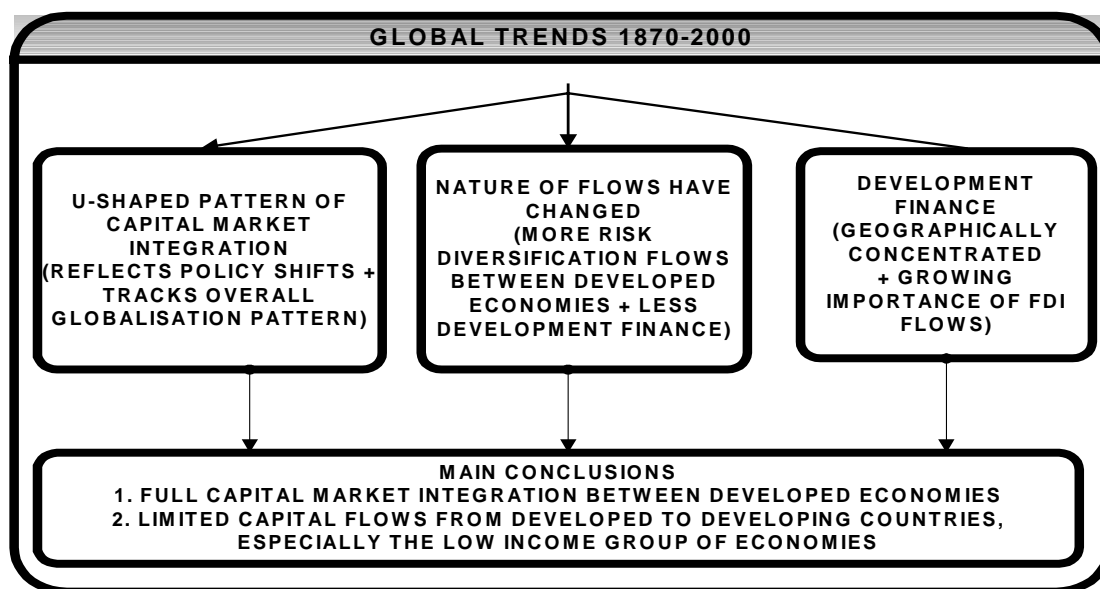 GLOBAL TRENDS 1870-2000
U-SHAPED PATTERN OF
CAPITAL MARKET
INTEGRATION
(REFLECTS POLICY SHIFTS +
TRACKS OVERALL
GLOBALISATION PATTERN)
NATURE OF FLOWS HAVE
CHANGED
(MORE RISK
DIVERSIFICATION FLOWS
BETWEEN DEVELOPED
ECONOMIES + LESS
DEVELOPMENT FINANCE)
DEVELOPMENT
FINANCE
(GEOGRAPHICALLY
CONCENTRATED
+ GROWING
IMPORTANCE OF FDI
FLOWS)
MAIN CONCLUSIONS
1. FULL CAPITAL MARKET INTEGRATION BETWEEN DEVELOPED ECONOMIES
2. LIMITED CAPITAL FLOWS FROM DEVELOPED TO DEVELOPING COUNTRIES,
ESPECIALLY THE LOW INCOME GROUP OF ECONOMIES